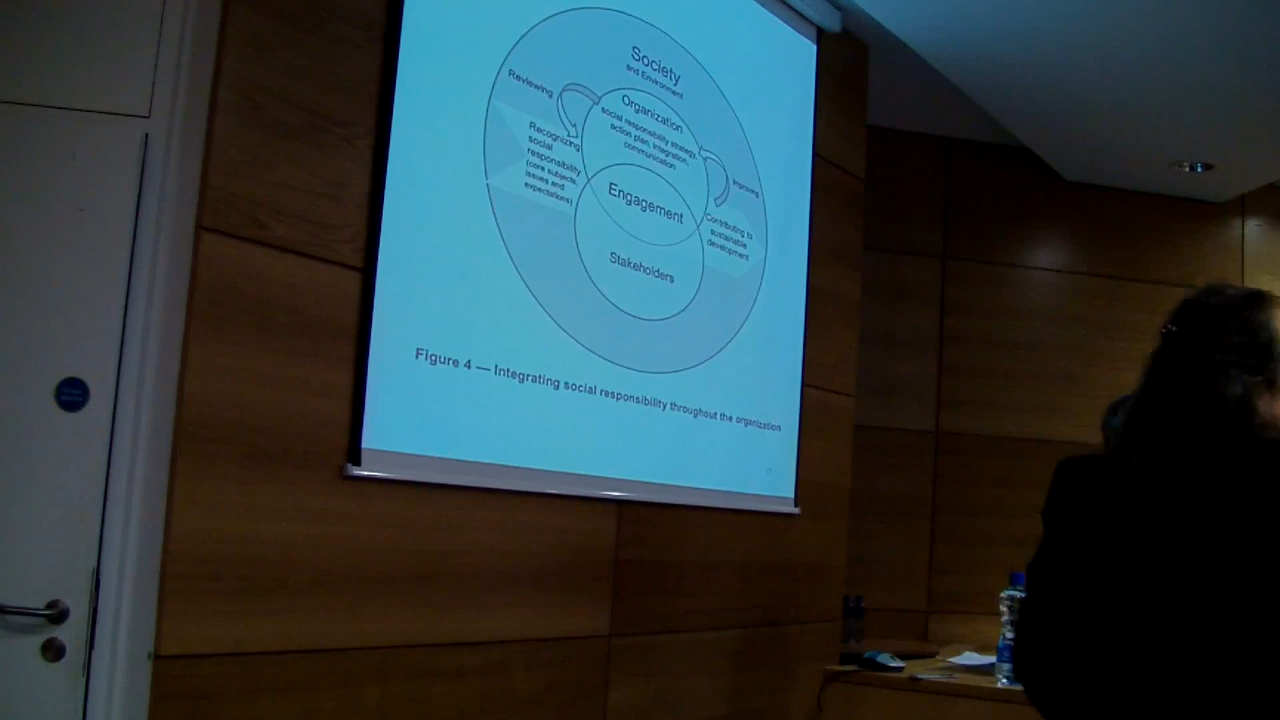 Society
and Environment
Reviewing
Organization
social responsibility strategy,
action plan, integration,
communication
Recognizing
social
responsibility
(core subjects,
issues and
expectations)
Improving
Engagement
Contributing to
sustainable
development
Stakeholders
Figure 4 — Integrating social responsibility throughout the organization